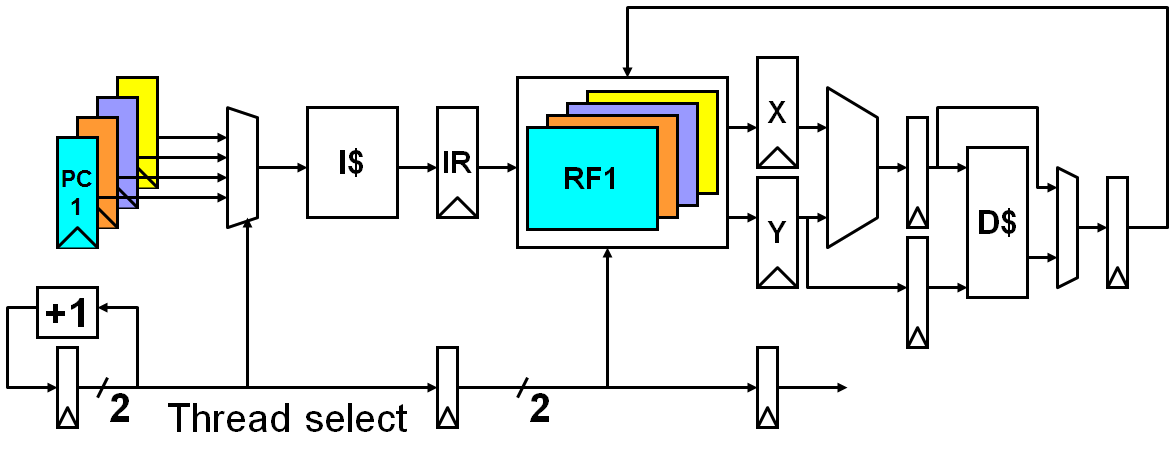 PC
1
I$
IR
RF1
X
Y
D$
+1
2
2
Thread select